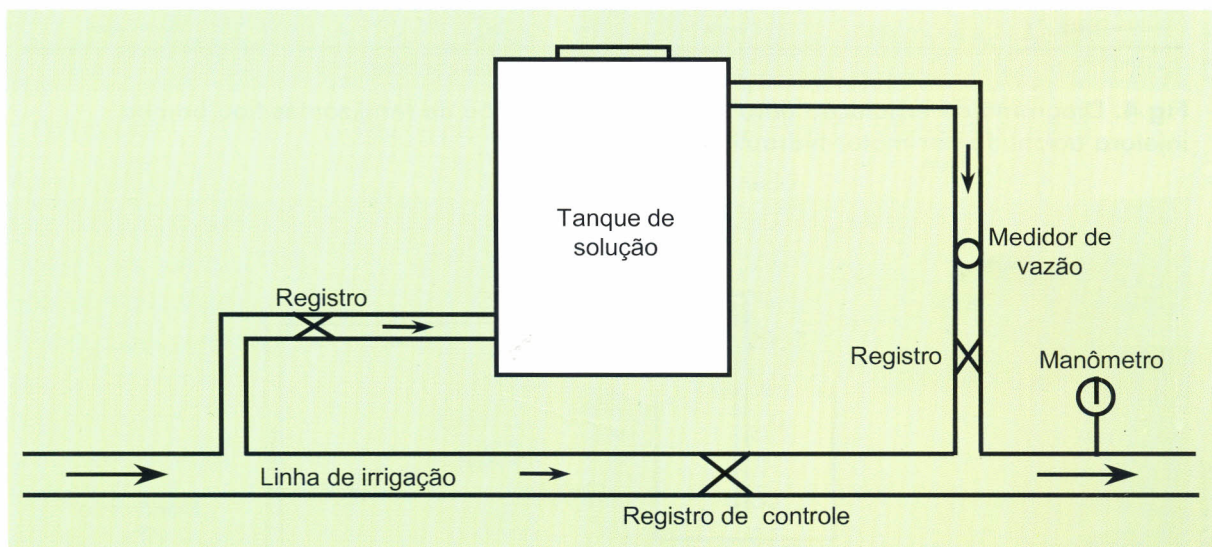 Tanque de
solução
Medidor de
vazão
Registro
Registro
Manômetro
Linha de irrigação
Registro de controle